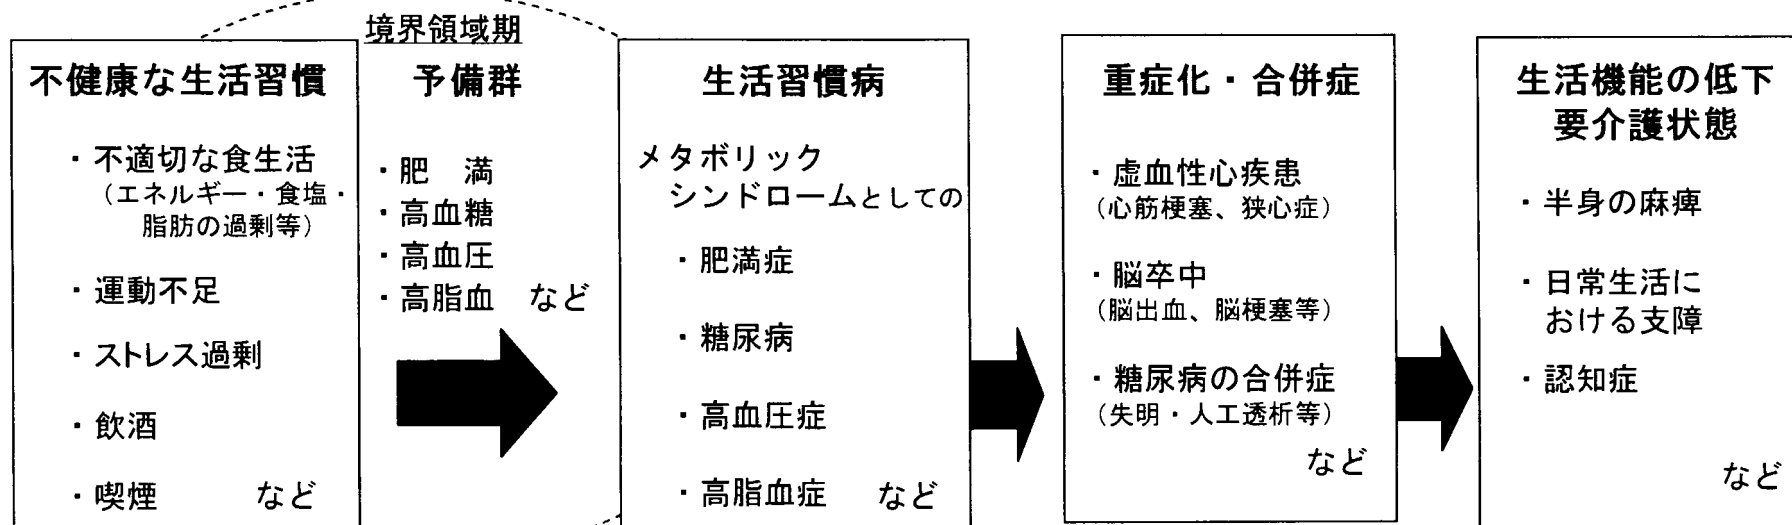 境界領域期
不健康な生活習慣
・不適切な食生活
（エネルギー・食塩・
脂肪の過剰等）
・運動不足
・ストレス過剰
・飲酒
・喫煙　など
予備群
・肥　満
・高血糖
・高血圧
・高脂血　など
生活習慣病
メタボリック
シンドロームとしての
・肥満症
・糖尿病
・高血圧症
・高脂血症　など
重症化・合併症
・虚血性心疾患
（心筋梗塞、狭心症）
・脳卒中
（脳出血、脳梗塞等）
・糖尿病の合併症
（失明・人工透析等）
など
生活機能の低下
要介護状態
・半身の麻痺
・日常生活に
おける支障
・認知症
など